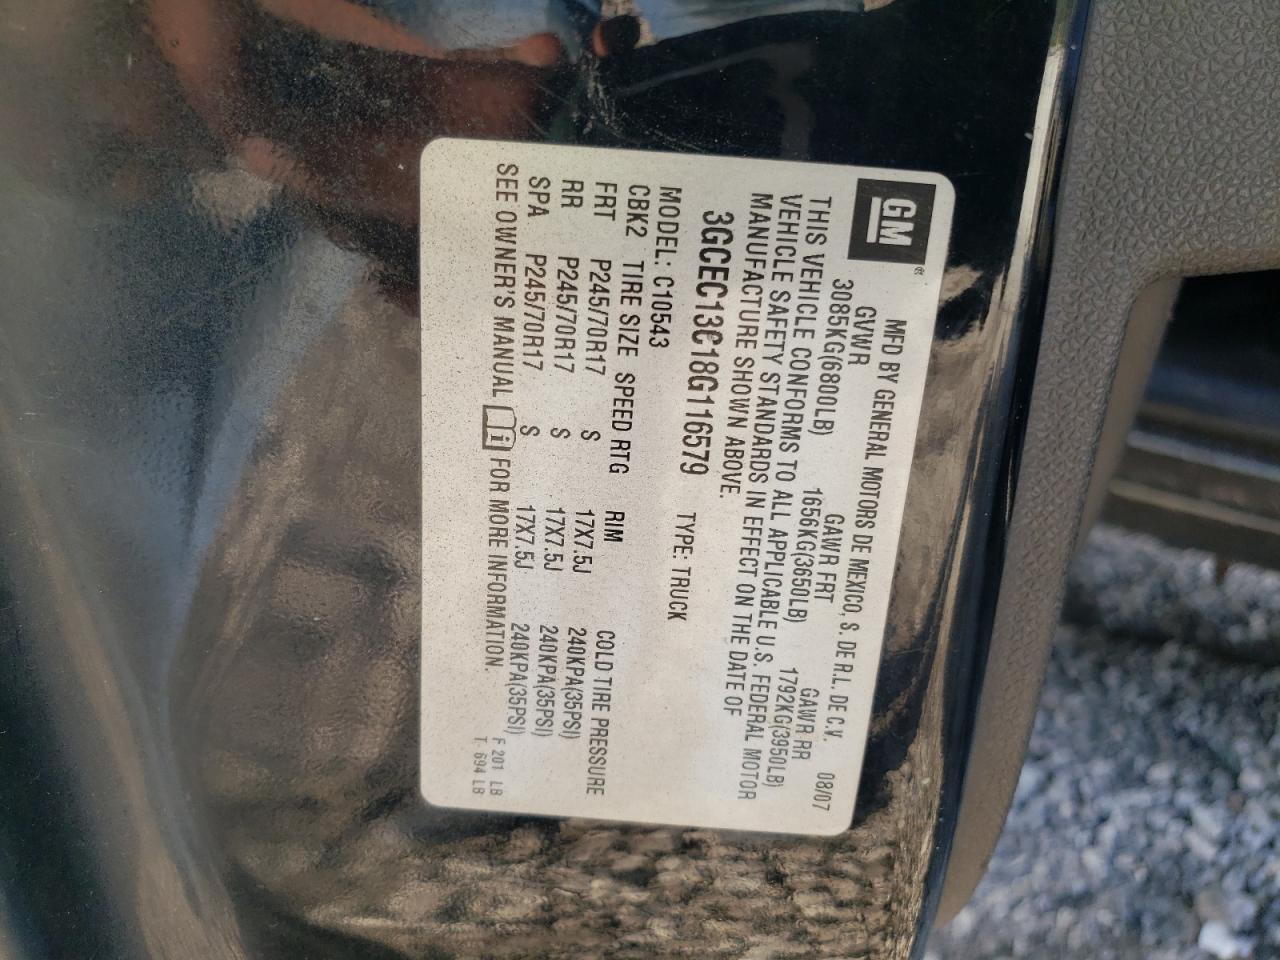 GM®
MFD BY GENERAL MOTORS DE MEXICO, S. DE R.L. DE C.V. 08/07
GVWR GAWR FRT GAWR RR
3085KG(6800LB) 1656KG(3650LB) 1792KG(3950LB)
THIS VEHICLE CONFORMS TO ALL APPLICABLE U.S. FEDERAL MOTOR
VEHICLE SAFETY STANDARDS IN EFFECT ON THE DATE OF
MANUFACTURE SHOWN ABOVE.
3GCEC13C18G116579 TYPE: TRUCK
MODEL: C10543
CBK2 TIRE SIZE SPEED RTG RIM COLD TIRE PRESSURE
FRT P245/70R17 S 17X7.5J 240KPA(35PSI)
RR P245/70R17 S 17X7.5J 240KPA(35PSI)
SPA P245/70R17 S 17X7.5J 240KPA(35PSI)
SEE OWNER'S MANUAL i FOR MORE INFORMATION.
F 201 LB
T 694 LB